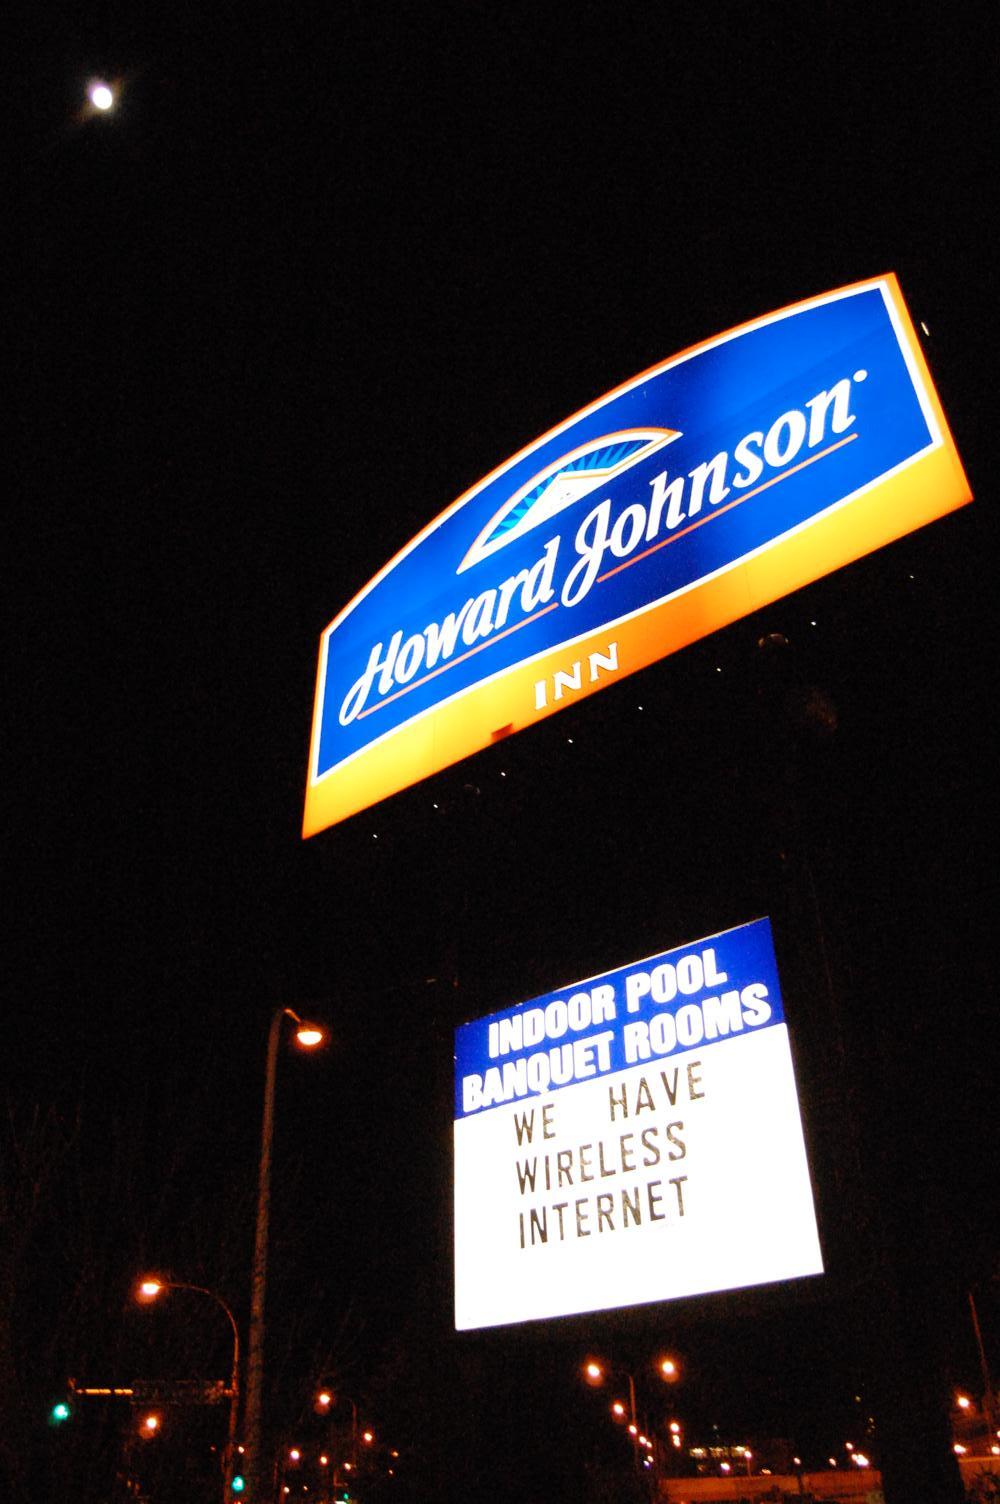 Howard Johnson
INN
INDOOR POOL
BANQUET ROOMS
WE HAVE
WIRELESS
INTERNET